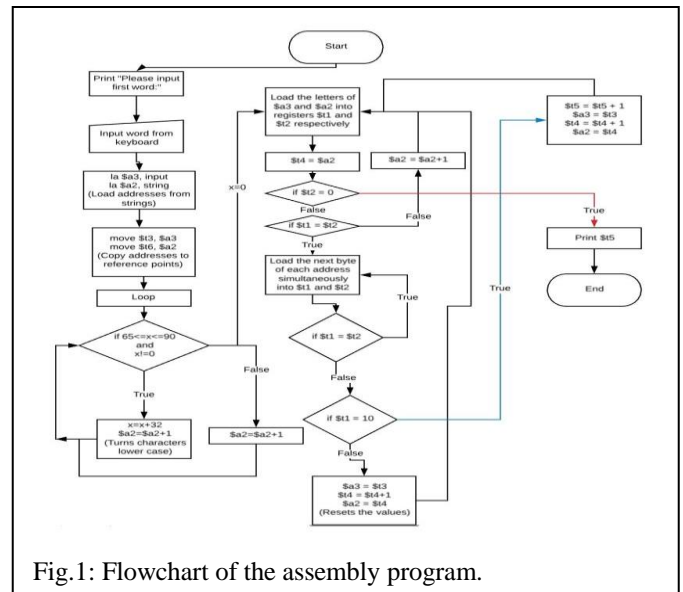 Start
Print "Please input
first word:"
Input word from
keyboard
la $a3, input
la $a2, string
(Load addresses from
strings)
move $t3, $a3
move $t6, $a2
(Copy addresses to
reference points)
Loop
if 65<=x<=90
and
x!=0
True
x=x+32
$a2=$a2+1
(Turns characters
lower case)
False
$a2=$a2+1
x=0
Load the letters of
$a3 and $a2 into
registers $t1 and
$t2 respectively
$t4 = $a2
if $t2 = 0
False
if $t1 = $t2
True
False
$a2 = $a2+1
Load the next byte
of each address
simultaneously
into $t1 and $t2
True
if $t1 = $t2
False
if $t1 = 10
False
$a3 = $t3
$t4 = $t4+1
$a2 = $t4
(Resets the values)
True
$t5 = $t5 + 1
$a3 = $t3
$t4 = $t4 + 1
$a2 = $t4
True
Print $t5
End
Fig.1: Flowchart of the assembly program.